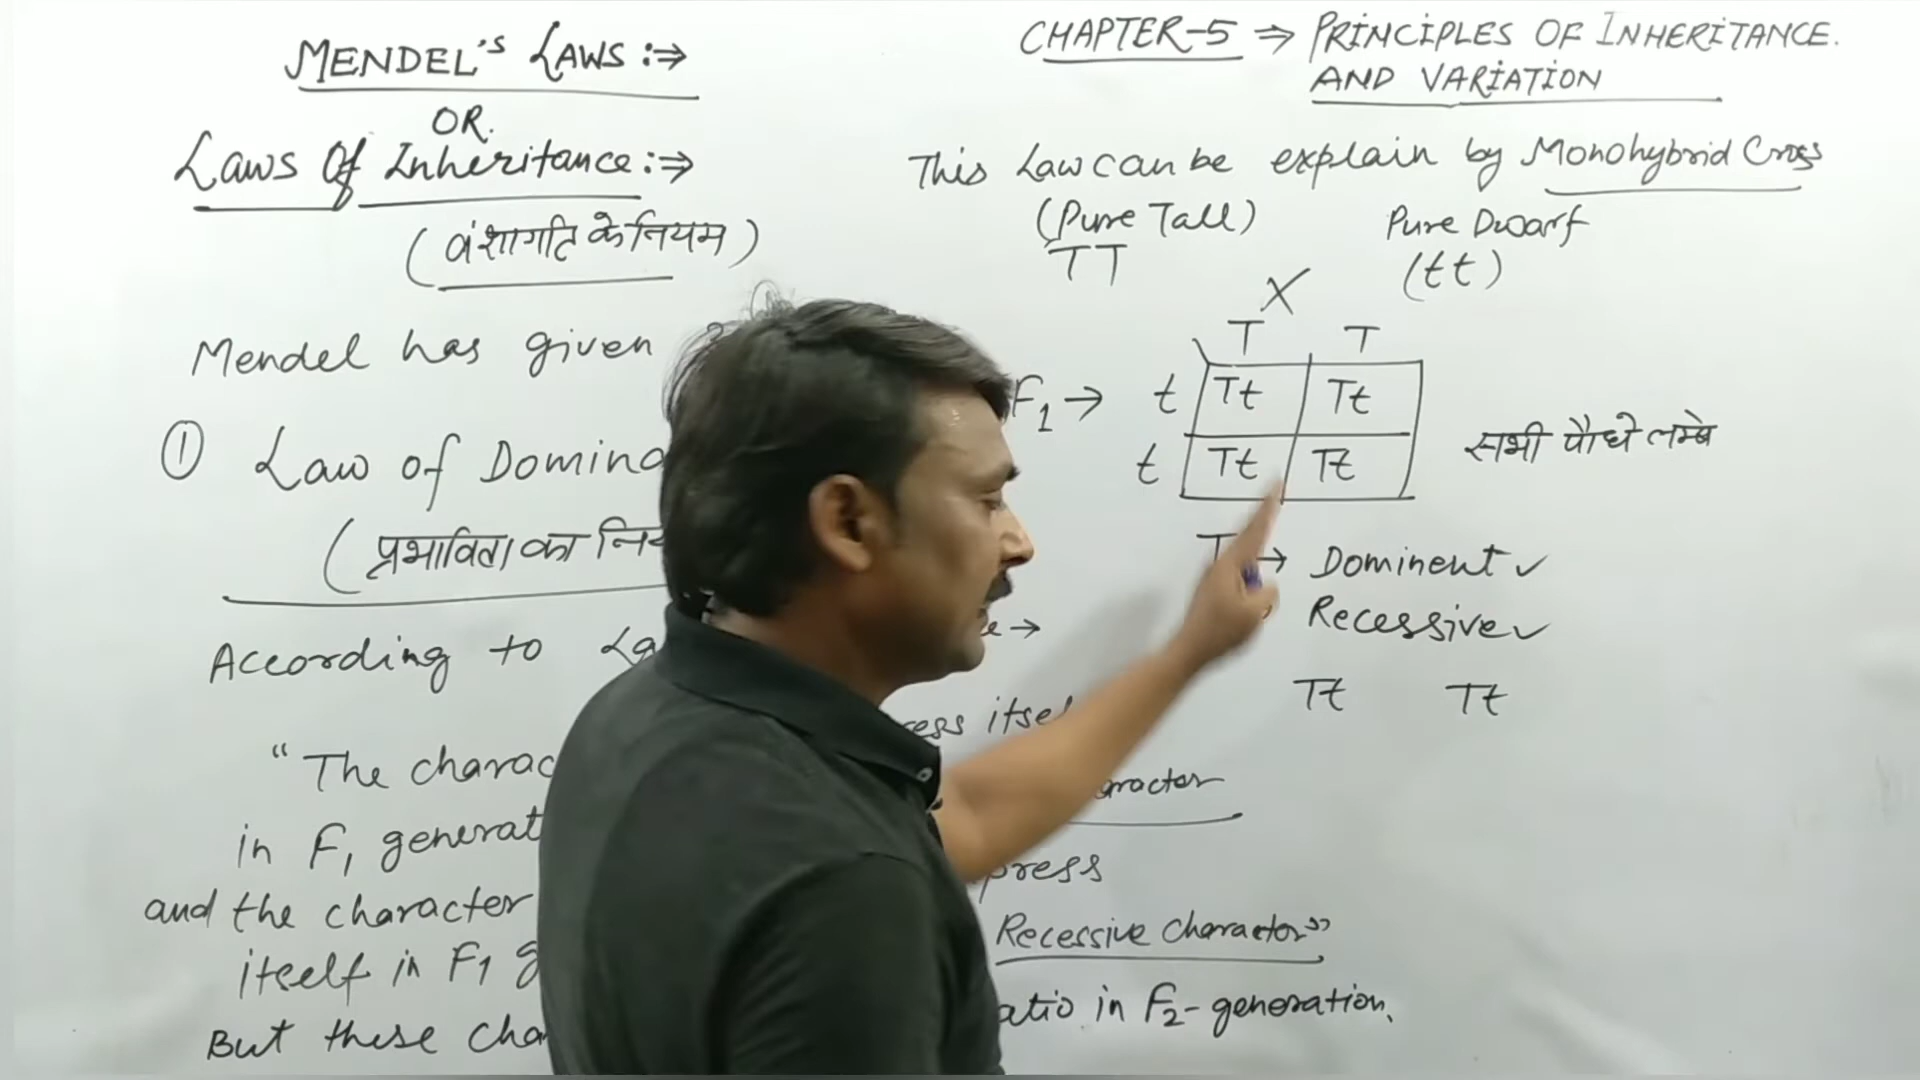 MENDEL'S LAWS :⇒
OR.
Laws Of Inheritance :⇒
(वंशागति के नियम)
Mendel has given
① Law of Domina
(प्रभाविता का निय
According to La
"The charac
in F1 generat
and the character
itself in F1 g
But these cha
CHAPTER-5 ⇒ PRINCIPLES OF INHERITANCE.
AND VARIATION
This Law can be explain by Monohybrid Cross
(Pure Tall) Pure Dwarf
TT (tt)
X
T T
F1 → t Tt Tt
सभी पौधे लम्बे
t Tt Tt
T → Dominent ✓
Recessive ✓
e →
Tt Tt
ess itsel
aracter
press
Recessive Character"
atio in F2-generation.